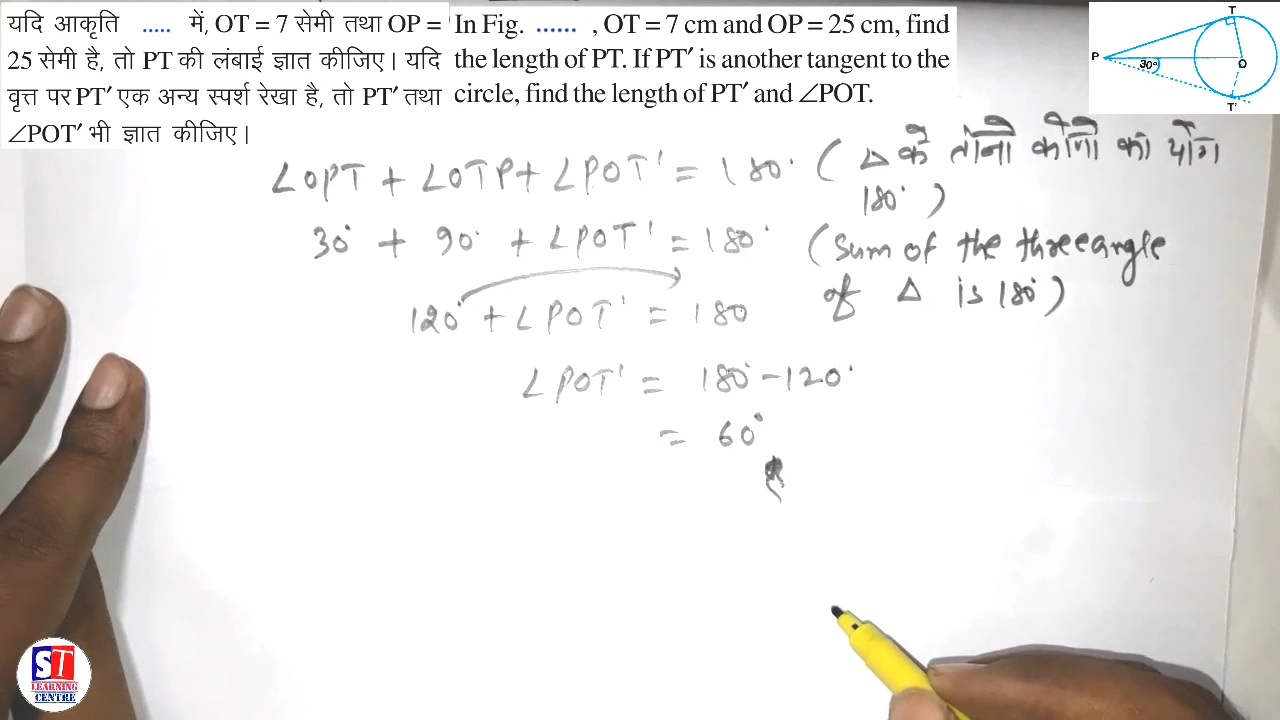 यदि आकृति ..... में, OT = 7 सेमी तथा OP =
25 सेमी है, तो PT की लंबाई ज्ञात कीजिए। यदि
वृत्त पर PT′ एक अन्य स्पर्श रेखा है, तो PT′ तथा
∠POT′ भी ज्ञात कीजिए।
In Fig. ...... , OT = 7 cm and OP = 25 cm, find
the length of PT. If PT′ is another tangent to the
circle, find the length of PT′ and ∠POT.
T
P
30°
O
T'
∠OPT + ∠OTP + ∠POT' = 180° ( Δ के तीनों कोणों का योग
180° )
30° + 90° + ∠POT' = 180° (Sum of the three angle
of Δ is 180°)
120° + ∠POT' = 180
∠POT' = 180° - 120°
= 60°
ST
LEARNING
CENTRE